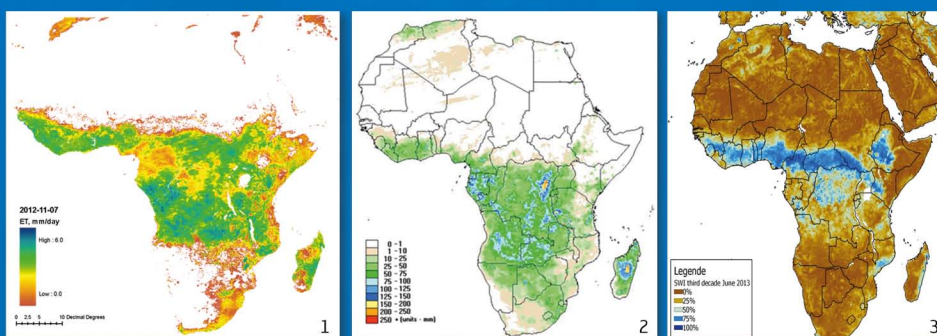 2012-11-07
ET, mm/day
High : 6.0
Low : 0.0
0 2.5 5 10 Decimal Degrees
1
0 - 1
1 - 10
10 - 25
25 - 50
50 - 75
75 - 100
100 - 125
125 - 150
150 - 200
200 - 250
250 + (units - mm)
2
Legende
SWI third decade June 2013
0%
25%
50%
75%
100%
3